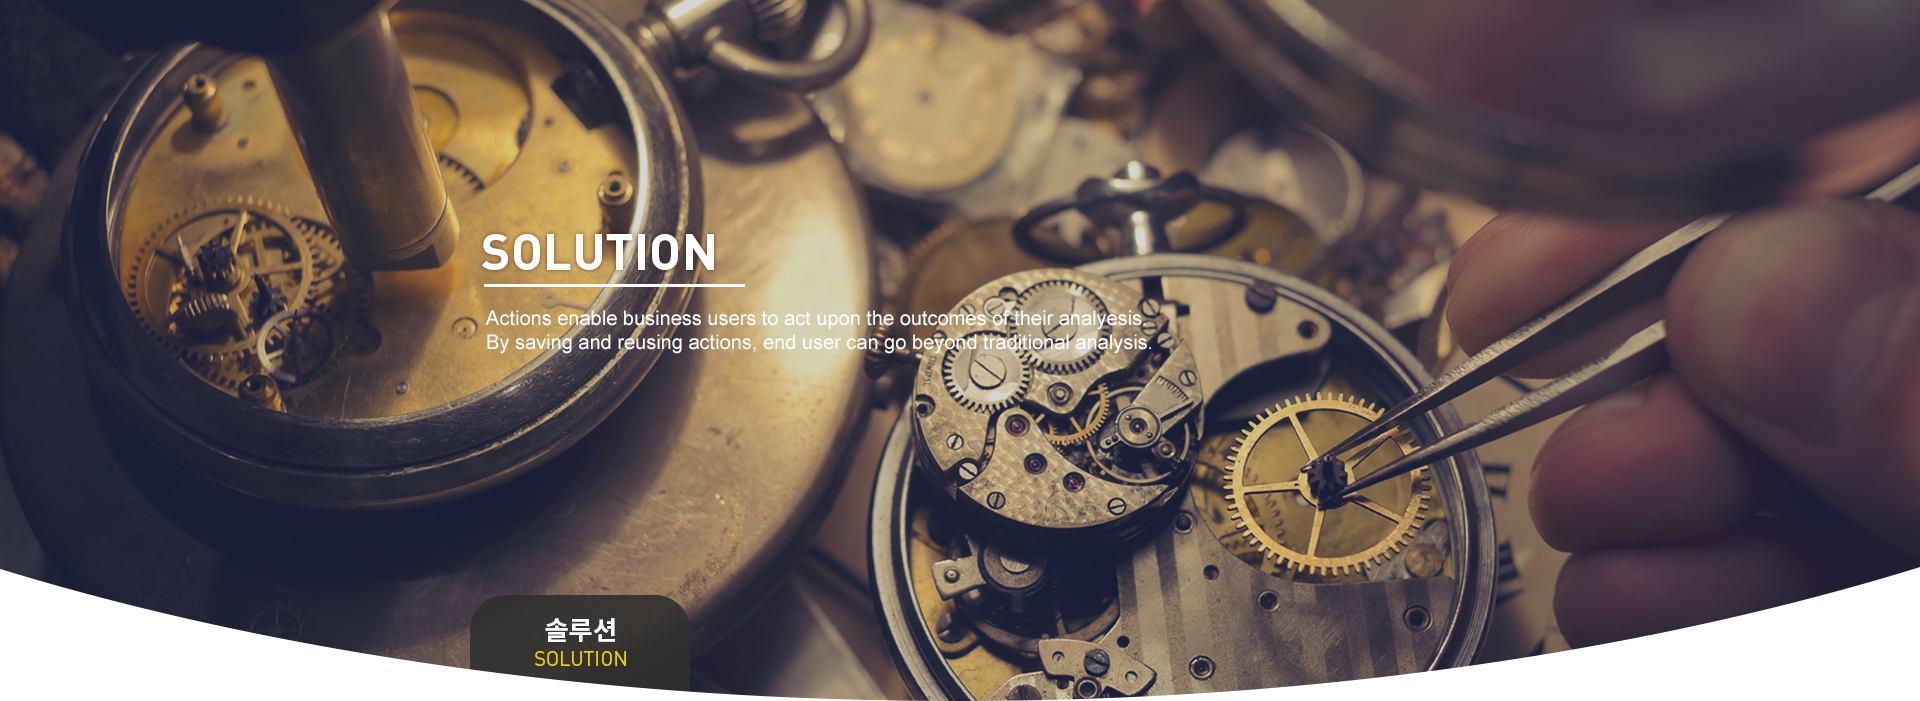 SOLUTION
Actions enable business users to act upon the outcomes of their analyesis.
By saving and reusing actions, end user can go beyond traditional analysis.
솔루션
SOLUTION